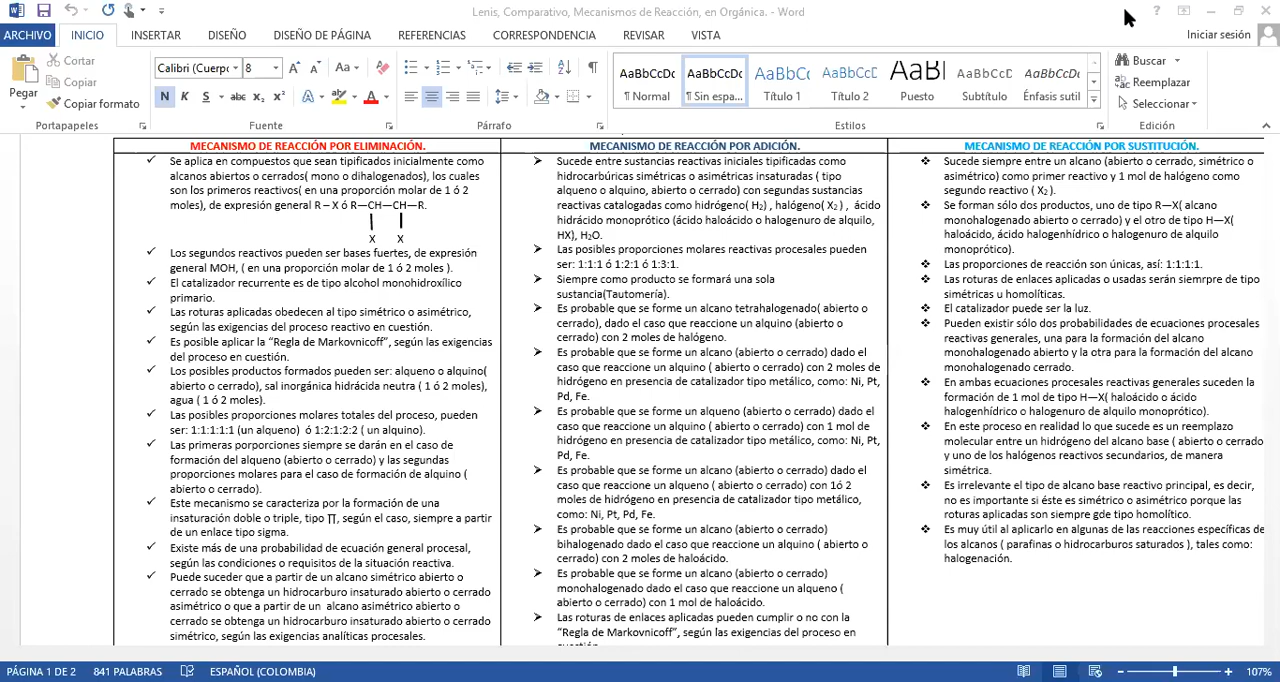 Lenis, Comparativo, Mecanismos de Reacción, en Orgánica. - Word
ARCHIVO INICIO INSERTAR DISEÑO DISEÑO DE PÁGINA REFERENCIAS CORRESPONDENCIA REVISAR VISTA Iniciar sesión
Pegar
Cortar
Copiar
Copiar formato
Portapapeles
Calibri (Cuerpo 8
N K S abc x₂ x²
Fuente
Párrafo
AaBbCcDc AaBbCcDc AaBbCc AaBbCcD AaBl AaBbCcD AaBbCcDc
¶ Normal ¶ Sin espa... Título 1 Título 2 Puesto Subtítulo Énfasis sutil
Estilos
Buscar
Reemplazar
Seleccionar
Edición
MECANISMO DE REACCIÓN POR ELIMINACIÓN.
Se aplica en compuestos que sean tipificados inicialmente como
alcanos abiertos o cerrados( mono o dihalogenados), los cuales
son los primeros reactivos( en una proporción molar de 1 ó 2
moles), de expresión general R – X ó R—CH—CH—R.
X X
Los segundos reactivos pueden ser bases fuertes, de expresión
general MOH, ( en una proporción molar de 1 ó 2 moles ).
El catalizador recurrente es de tipo alcohol monohidroxílico
primario.
Las roturas aplicadas obedecen al tipo simétrico o asimétrico,
según las exigencias del proceso reactivo en cuestión.
Es posible aplicar la “Regla de Markovnicoff”, según las exigencias
del proceso en cuestión.
Los posibles productos formados pueden ser: alqueno o alquino(
abierto o cerrado), sal inorgánica hidrácida neutra ( 1 ó 2 moles),
agua ( 1 ó 2 moles).
Las posibles proporciones molares totales del proceso, pueden
ser: 1:1:1:1:1 (un alqueno) ó 1:2:1:2:2 ( un alquino).
Las primeras porporciones siempre se darán en el caso de
formación del alqueno (abierto o cerrado) y las segundas
proporciones molares para el caso de formación de alquino (
abierto o cerrado).
Este mecanismo se caracteriza por la formación de una
insaturación doble o triple, tipo ∏, según el caso, siempre a partir
de un enlace tipo sigma.
Existe más de una probabilidad de ecuación general procesal,
según las condiciones o requisitos de la situación reactiva.
Puede suceder que a partir de un alcano simétrico abierto o
cerrado se obtenga un hidrocarburo insaturado abierto o cerrado
asimétrico o que a partir de un alcano asimétrico abierto o
cerrado se obtenga un hidrocarburo insaturado abierto o cerrado
simétrico, según las exigencias analíticas procesales.
MECANISMO DE REACCIÓN POR ADICIÓN.
Sucede entre sustancias reactivas iniciales tipificadas como
hidrocarbúricas simétricas o asimétricas insaturadas ( tipo
alqueno o alquino, abierto o cerrado) con segundas sustancias
reactivas catalogadas como hidrógeno( H₂) , halógeno( X₂) , ácido
hidrácido monoprótico (ácido haloácido o halogenuro de alquilo,
HX), H₂O.
Las posibles proporciones molares reactivas procesales pueden
ser: 1:1:1 ó 1:2:1 ó 1:3:1.
Siempre como producto se formará una sola
sustancia(Tautomería).
Es probable que se forme un alcano tetrahalogenado( abierto o
cerrado), dado el caso que reaccione un alquino (abierto o
cerrado) con 2 moles de halógeno.
Es probable que se forme un alcano (abierto o cerrado) dado el
caso que reaccione un alquino ( abierto o cerrado) con 2 moles de
hidrógeno en presencia de catalizador tipo metálico, como: Ni, Pt,
Pd, Fe.
Es probable que se forme un alqueno (abierto o cerrado) dado el
caso que reaccione un alquino ( abierto o cerrado) con 1 mol de
hidrógeno en presencia de catalizador tipo metálico, como: Ni, Pt,
Pd, Fe.
Es probable que se forme un alcano (abierto o cerrado) dado el
caso que reaccione un alqueno ( abierto o cerrado) con 1ó 2
moles de hidrógeno en presencia de catalizador tipo metálico,
como: Ni, Pt, Pd, Fe.
Es probable que se forme un alcano (abierto o cerrado)
bihalogenado dado el caso que reaccione un alquino ( abierto o
cerrado) con 2 moles de haloácido.
Es probable que se forme un alcano (abierto o cerrado)
monohalogenado dado el caso que reaccione un alqueno (
abierto o cerrado) con 1 mol de haloácido.
Las roturas de enlaces aplicadas pueden cumplir o no con la
“Regla de Markovnicoff”, según las exigencias del proceso en
MECANISMO DE REACCIÓN POR SUSTITUCIÓN.
Sucede siempre entre un alcano (abierto o cerrado, simétrico o
asimétrico) como primer reactivo y 1 mol de halógeno como
segundo reactivo ( X₂ ).
Se forman sólo dos productos, uno de tipo R—X( alcano
monohalogenado abierto o cerrado) y el otro de tipo H—X(
haloácido, ácido halogenhídrico o halogenuro de alquilo
monoprótico).
Las proporciones de reacción son únicas, así: 1:1:1:1.
Las roturas de enlaces aplicadas o usadas serán siemrpre de tipo
simétricas u homolíticas.
El catalizador puede ser la luz.
Pueden existir sólo dos probabilidades de ecuaciones procesales
reactivas generales, una para la formación del alcano
monohalogenado abierto y la otra para la formación del alcano
monohalogenado cerrado.
En ambas ecuaciones procesales reactivas generales suceden la
formación de 1 mol de tipo H—X( haloácido o ácido
halogenhídrico o halogenuro de alquilo monoprótico).
En este proceso en realidad lo que sucede es un reemplazo
molecular entre un hidrógeno del alcano base ( abierto o cerrado
y uno de los halógenos reactivos secundarios, de manera
simétrica.
Es irrelevante el tipo de alcano base reactivo principal, es decir,
no es importante si éste es simétrico o asimétrico porque las
roturas aplicadas son siempre gde tipo homolítico.
Es muy útil al aplicarlo en algunas de las reacciones específicas de
los alcanos ( parafinas o hidrocarburos saturados ), tales como:
halogenación.
PÁGINA 1 DE 2 841 PALABRAS ESPAÑOL (COLOMBIA) 107%